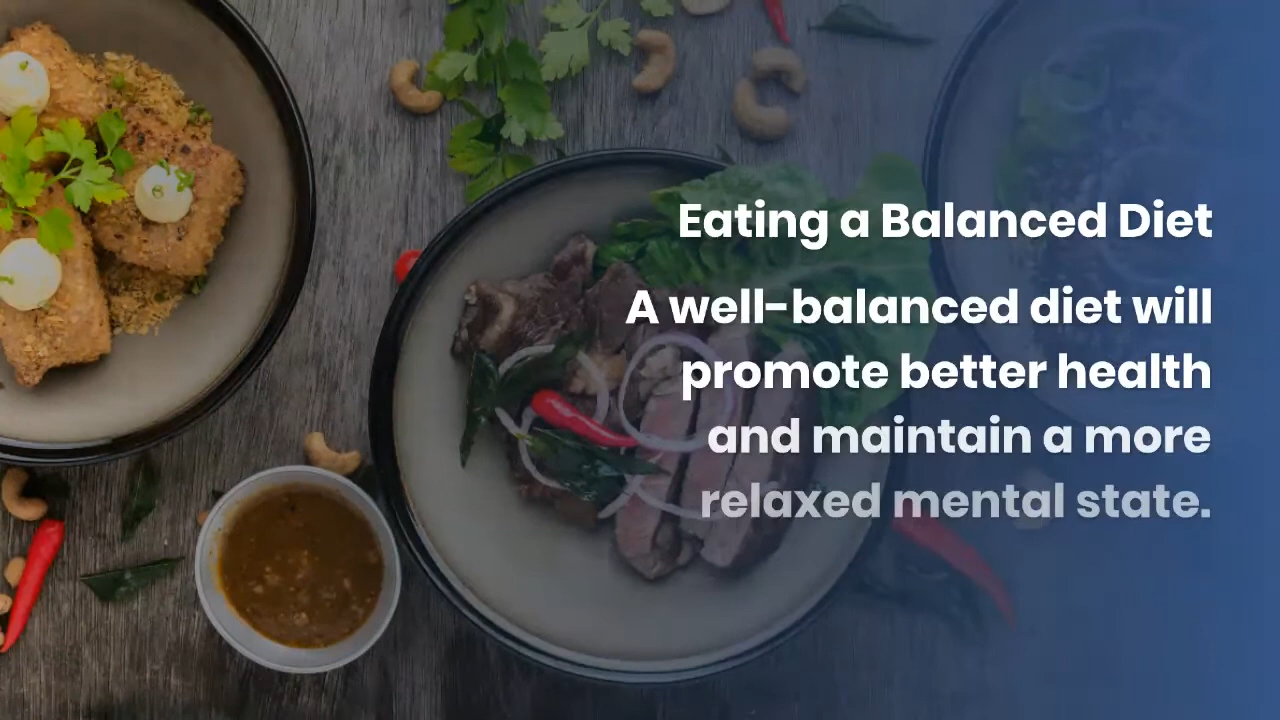 Eating a Balanced Diet
A well-balanced diet will
promote better health
and maintain a more
relaxed mental state.